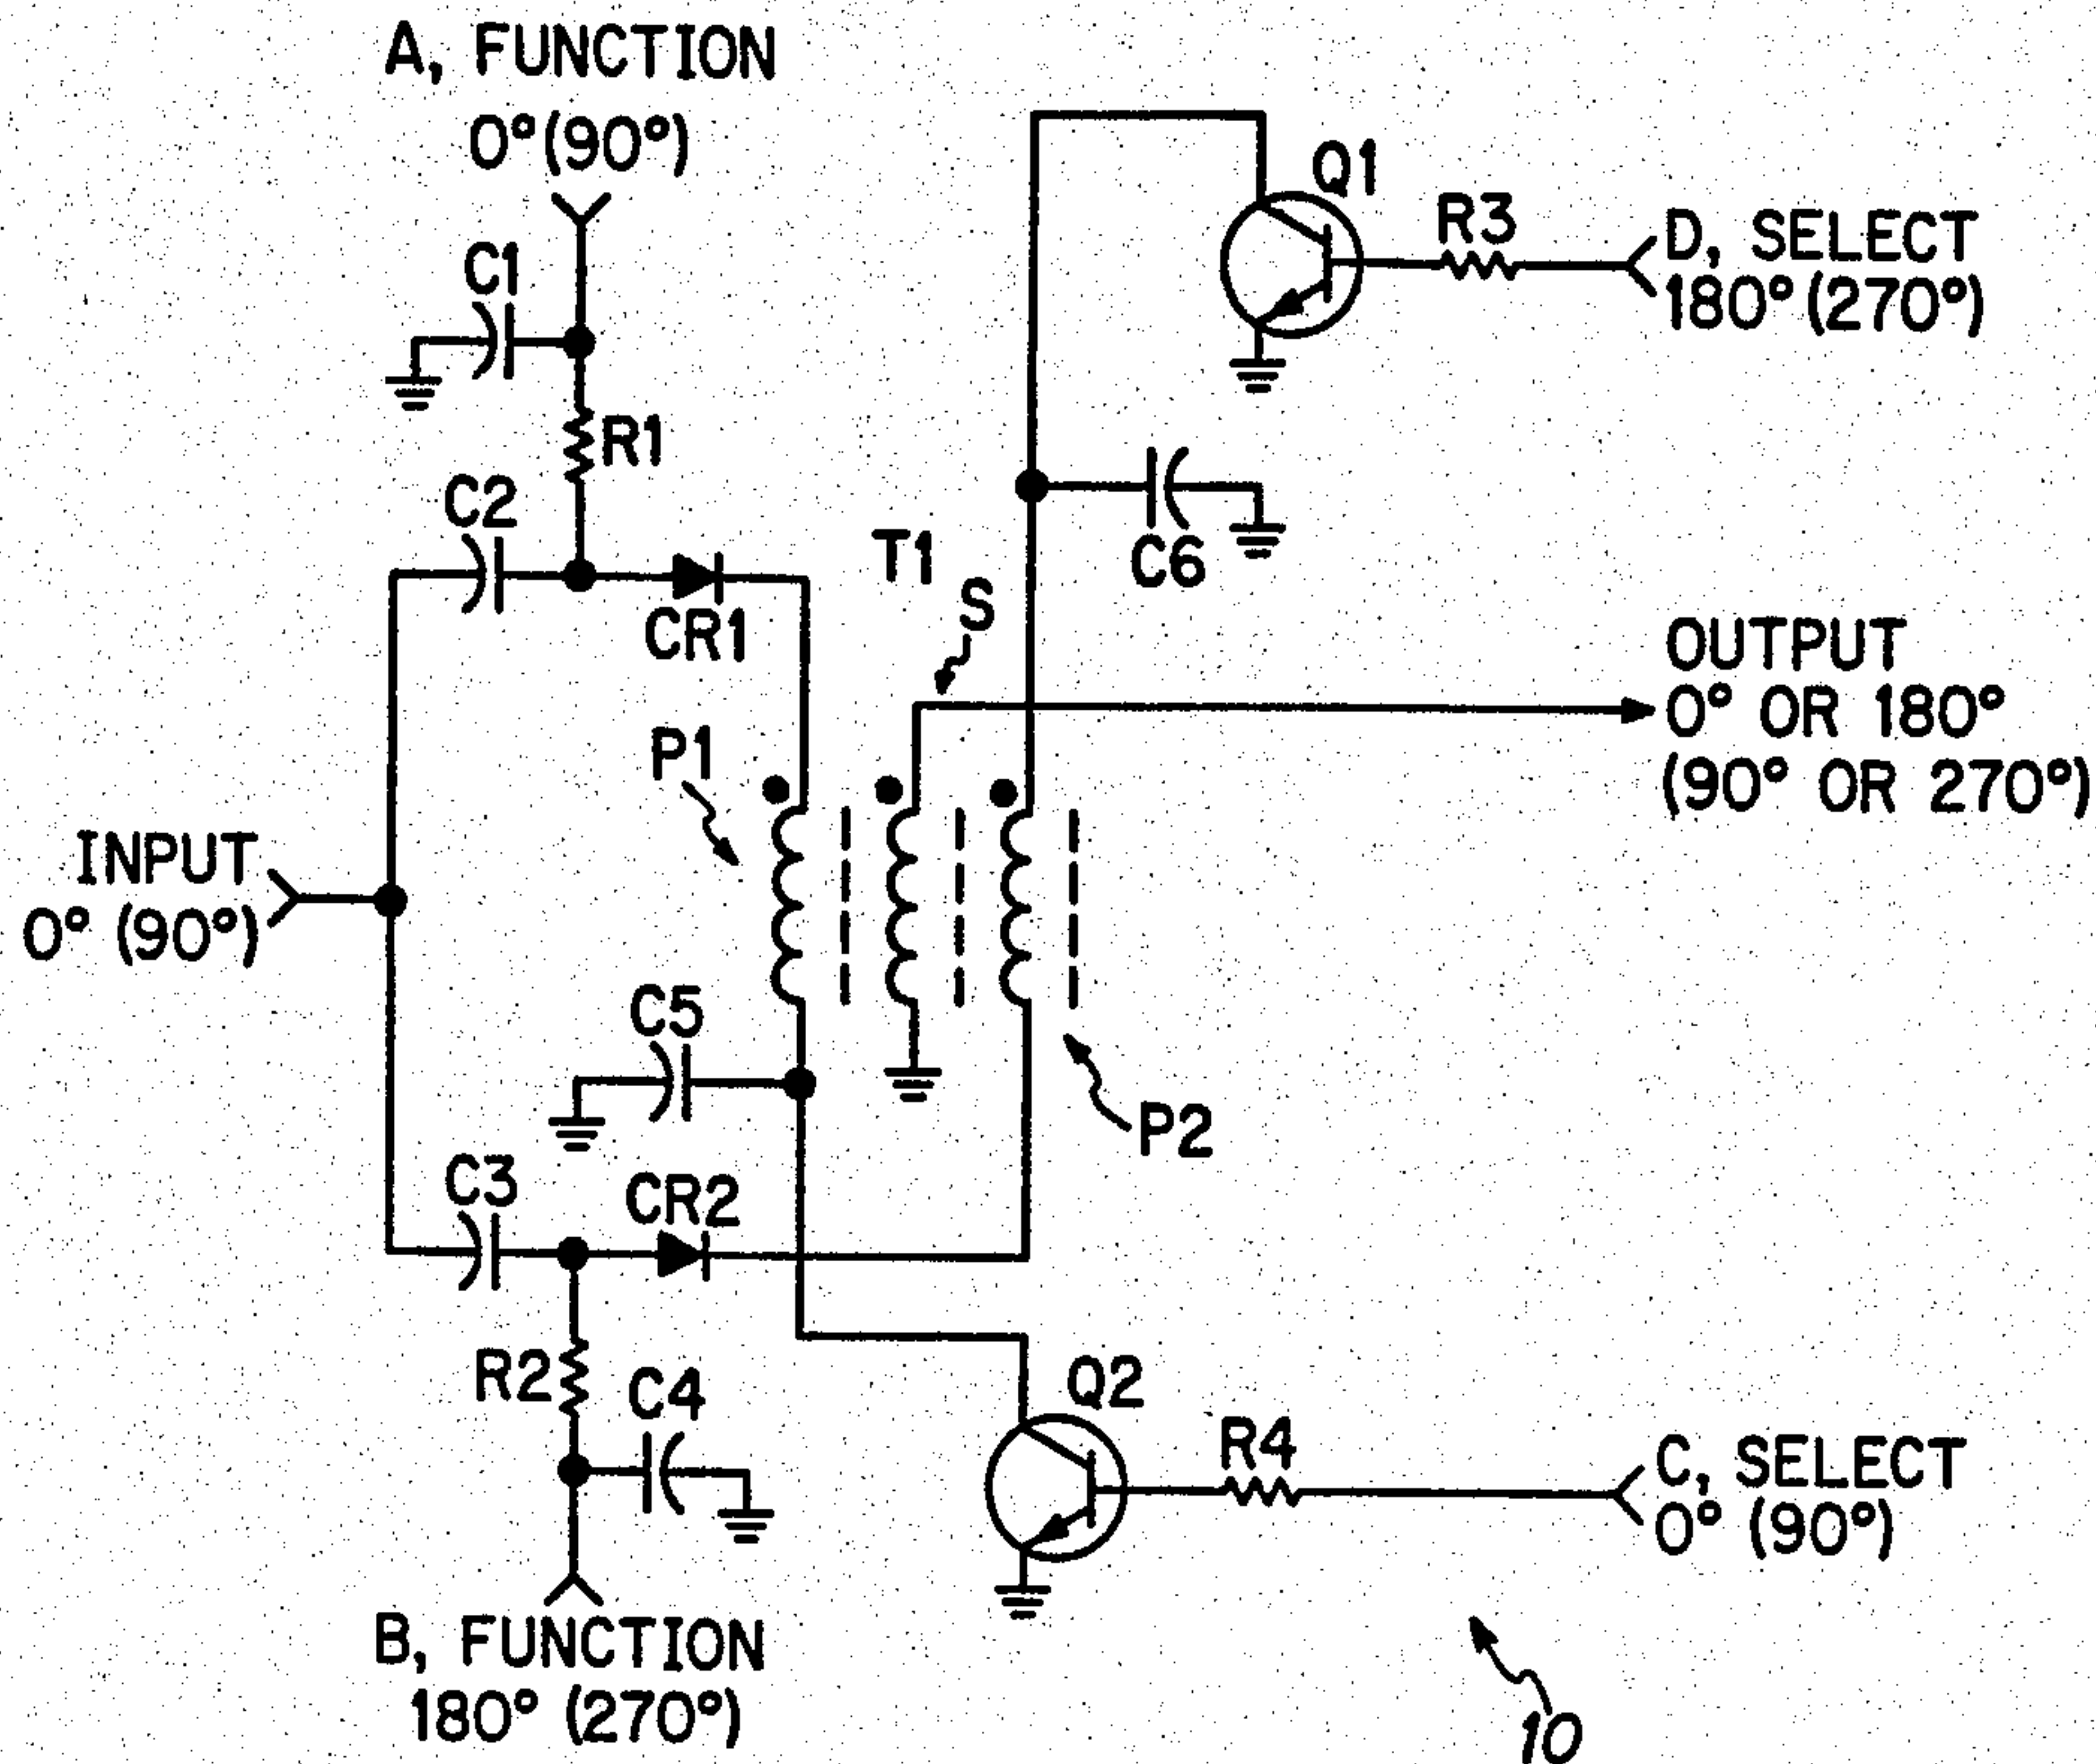 A, FUNCTION
0° (90°)
Q1
R3
D, SELECT
180° (270°)
C1
R1
C2
CR1
T1
S
C6
OUTPUT
0° OR 180°
(90° OR 270°)
P1
INPUT
0° (90°)
C5
P2
C3
CR2
R2
C4
Q2
R4
C, SELECT
0° (90°)
B, FUNCTION
180° (270°)
10